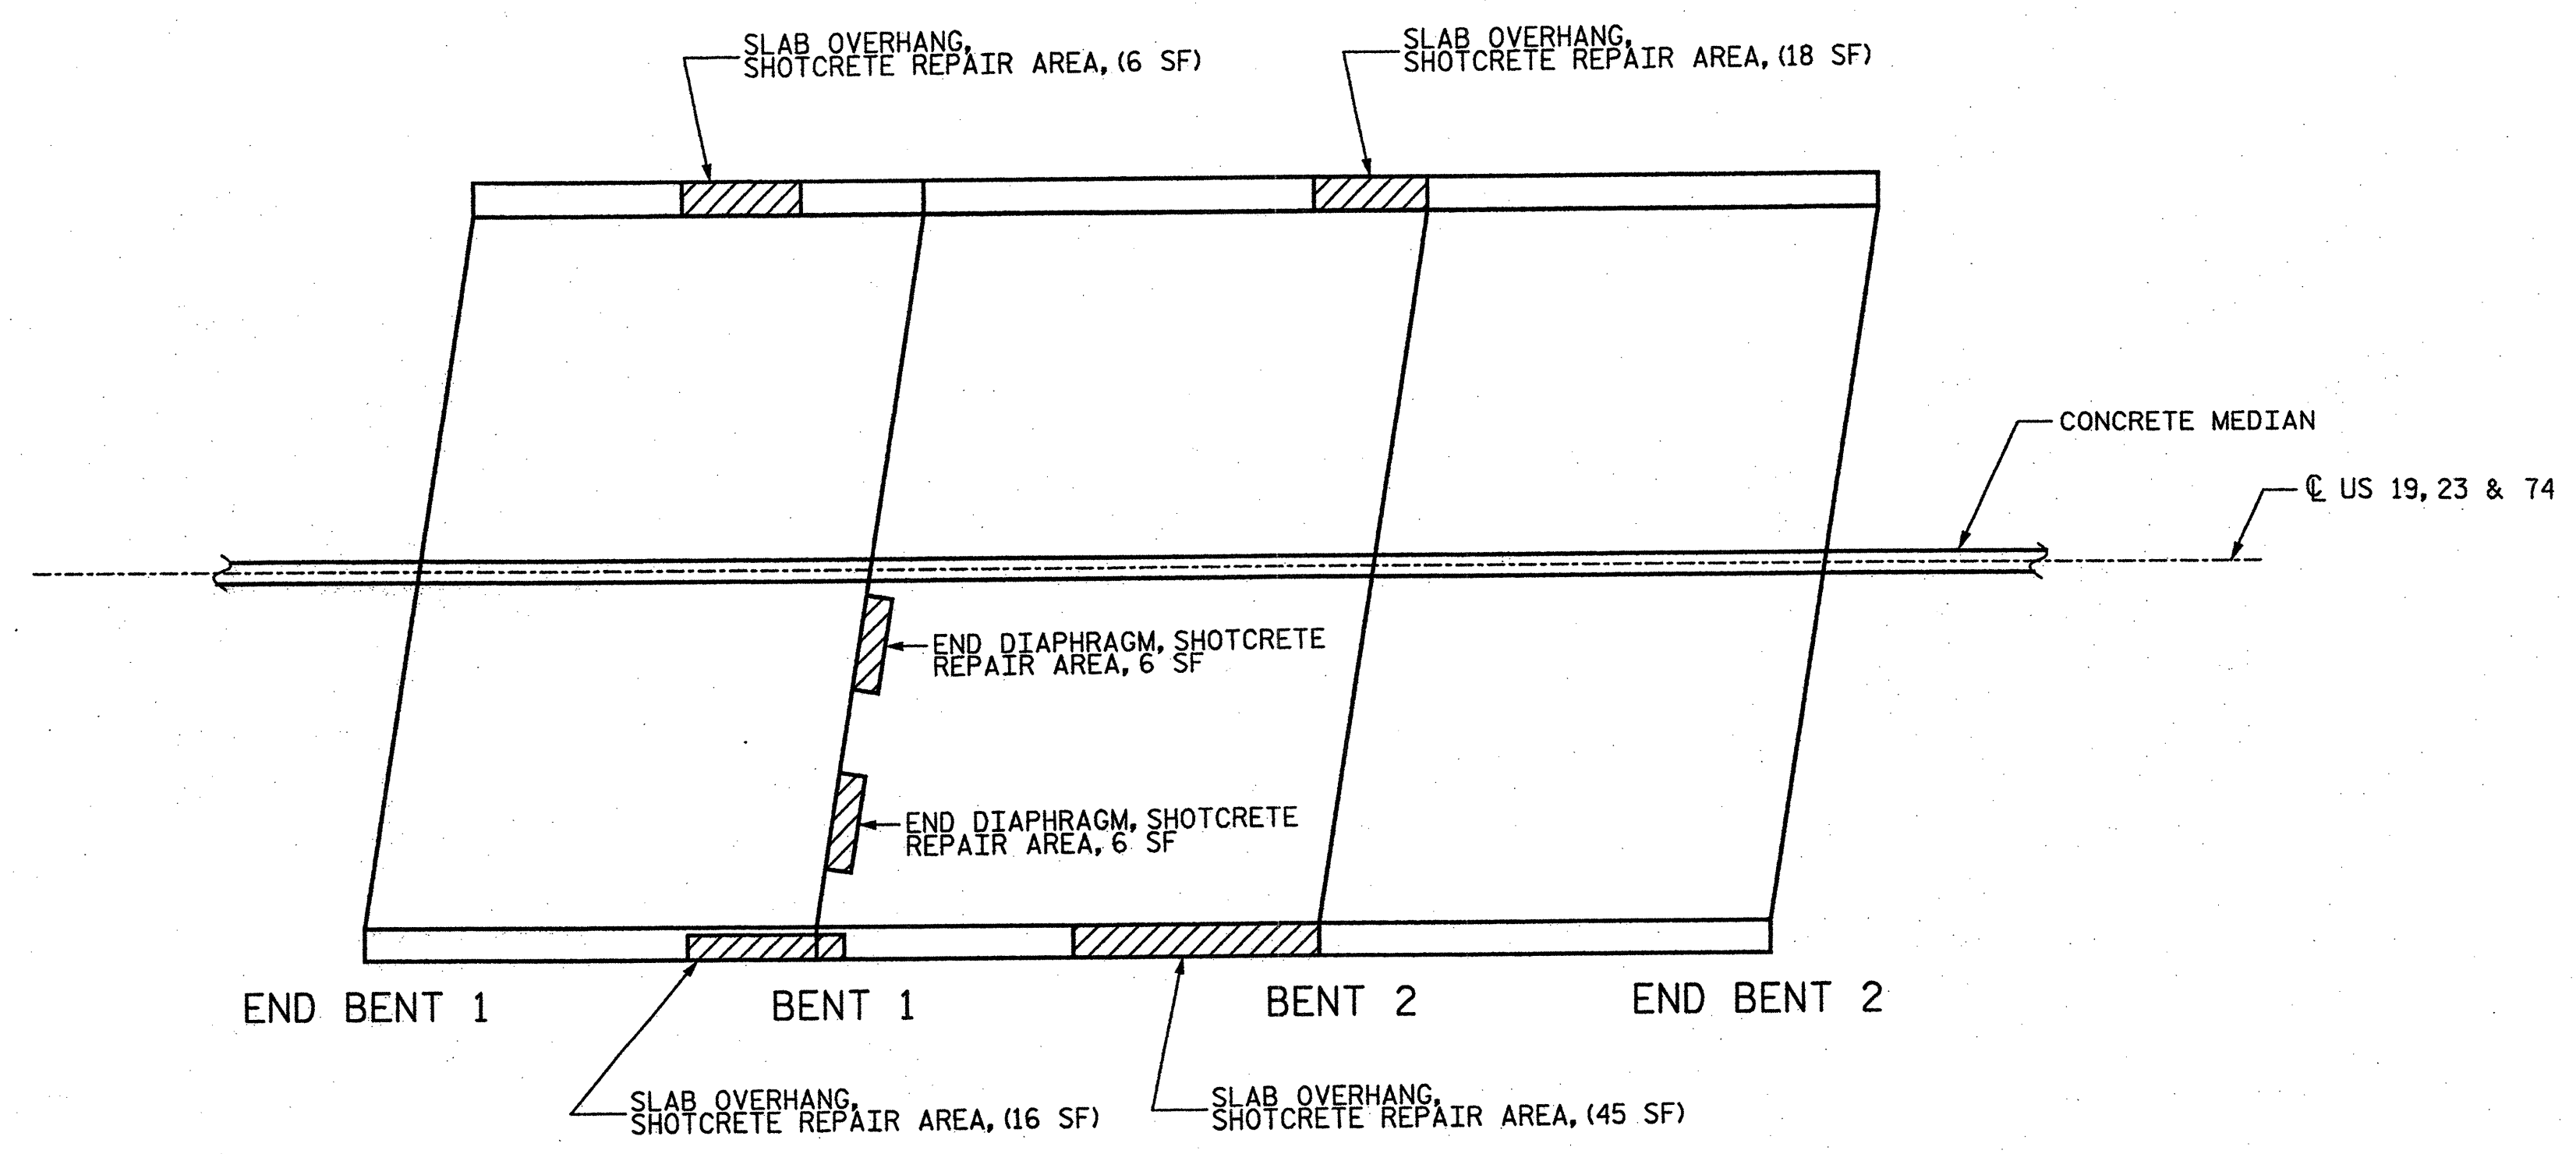 SLAB OVERHANG,
SHOTCRETE REPAIR AREA, (6 SF)
SLAB OVERHANG,
SHOTCRETE REPAIR AREA, (18 SF)
CONCRETE MEDIAN
℄ US 19, 23 & 74
END DIAPHRAGM, SHOTCRETE
REPAIR AREA, 6 SF
END DIAPHRAGM, SHOTCRETE
REPAIR AREA, 6 SF
END BENT 1
BENT 1
BENT 2
END BENT 2
SLAB OVERHANG,
SHOTCRETE REPAIR AREA, (16 SF)
SLAB OVERHANG,
SHOTCRETE REPAIR AREA, (45 SF)